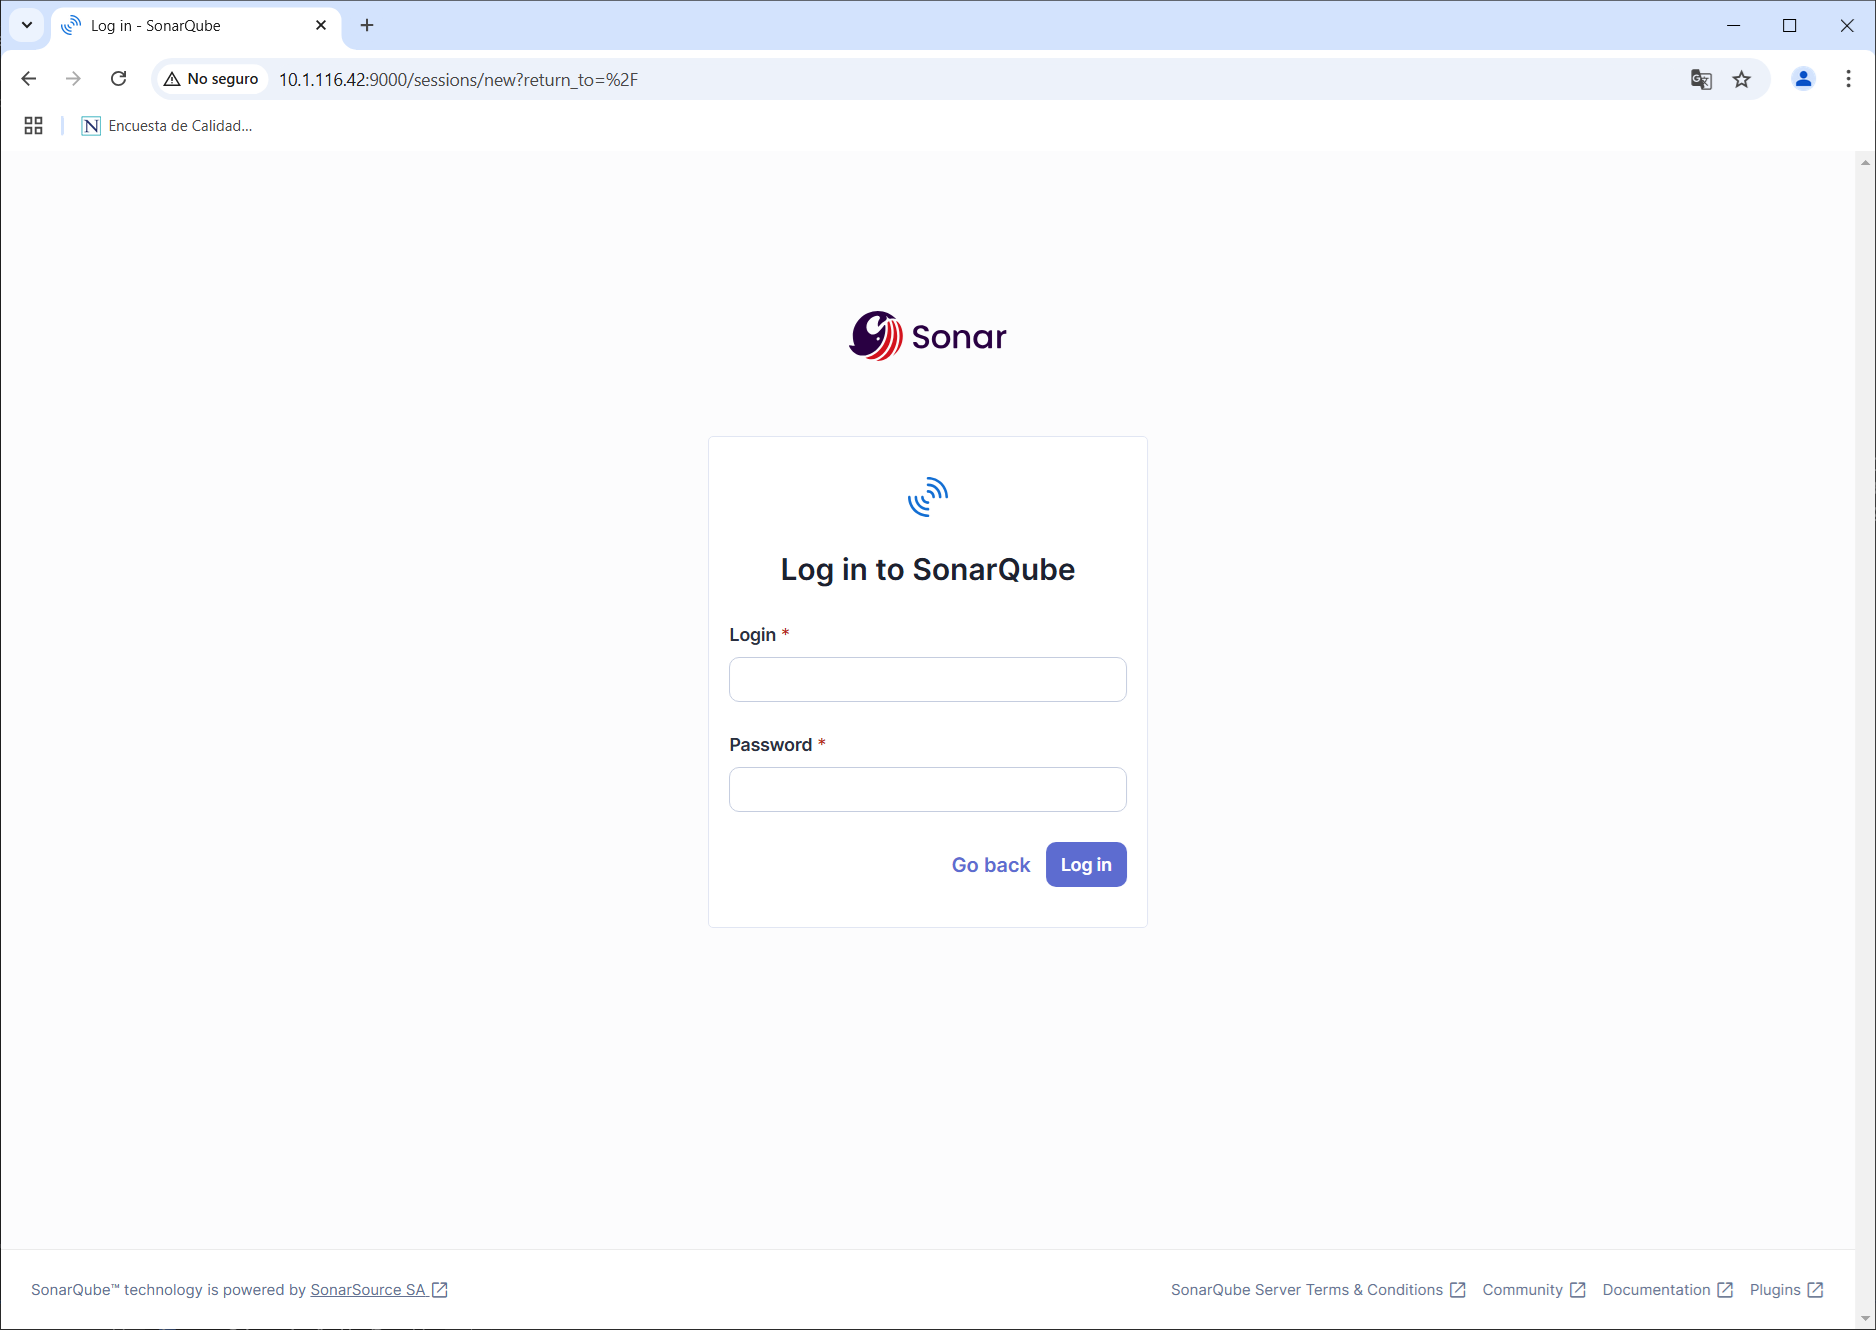 Log in - SonarQube
No seguro
10.1.116.42:9000/sessions/new?return_to=%2F
N Encuesta de Calidad...
Sonar
Log in to SonarQube
Login *
Password *
Go back Log in
SonarQube™ technology is powered by SonarSource SA SonarQube Server Terms & Conditions Community Documentation Plugins